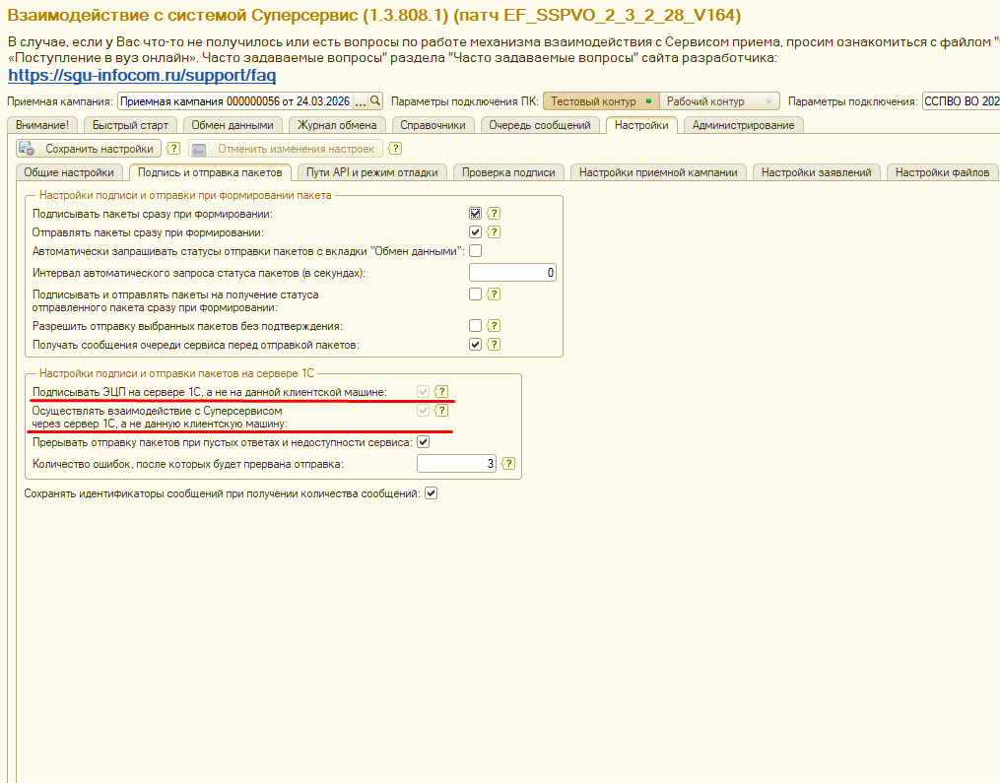 Взаимодействие с системой Суперсервис (1.3.808.1) (патч EF_SSPVO_2_3_2_28_V164)
В случае, если у Вас что-то не получилось или есть вопросы по работе механизма взаимодействия с Сервисом приема, просим ознакомиться с файлом "
«Поступление в вуз онлайн». Часто задаваемые вопросы" раздела "Часто задаваемые вопросы" сайта разработчика:
https://sgu-infocom.ru/support/faq
Приемная кампания: Приемная кампания 000000056 от 24.03.2026 ... Параметры подключения ПК: Тестовый контур Рабочий контур Параметры подключения: ССПВО ВО 202
Внимание! Быстрый старт Обмен данными Журнал обмена Справочники Очередь сообщений Настройки Администрирование
Сохранить настройки ? Отменить изменения настроек ?
Общие настройки Подпись и отправка пакетов Пути API и режим отладки Проверка подписи Настройки приемной кампании Настройки заявлений Настройки файлов
Настройки подписи и отправки при формировании пакета
Подписывать пакеты сразу при формировании: ?
Отправлять пакеты сразу при формировании: ?
Автоматически запрашивать статусы отправки пакетов с вкладки "Обмен данными":
Интервал автоматического запроса статуса пакетов (в секундах): 0
Подписывать и отправлять пакеты на получение статуса ?
отправленного пакета сразу при формировании:
Разрешить отправку выбранных пакетов без подтверждения: ?
Получать сообщения очереди сервиса перед отправкой пакетов: ?
Настройки подписи и отправки пакетов на сервере 1С
Подписывать ЭЦП на сервере 1С, а не на данной клиентской машине: ?
Осуществлять взаимодействие с Суперсервисом ?
через сервер 1С, а не данную клиентскую машину:
Прерывать отправку пакетов при пустых ответах и недоступности сервиса:
Количество ошибок, после которых будет прервана отправка: 3 ?
Сохранять идентификаторы сообщений при получении количества сообщений: